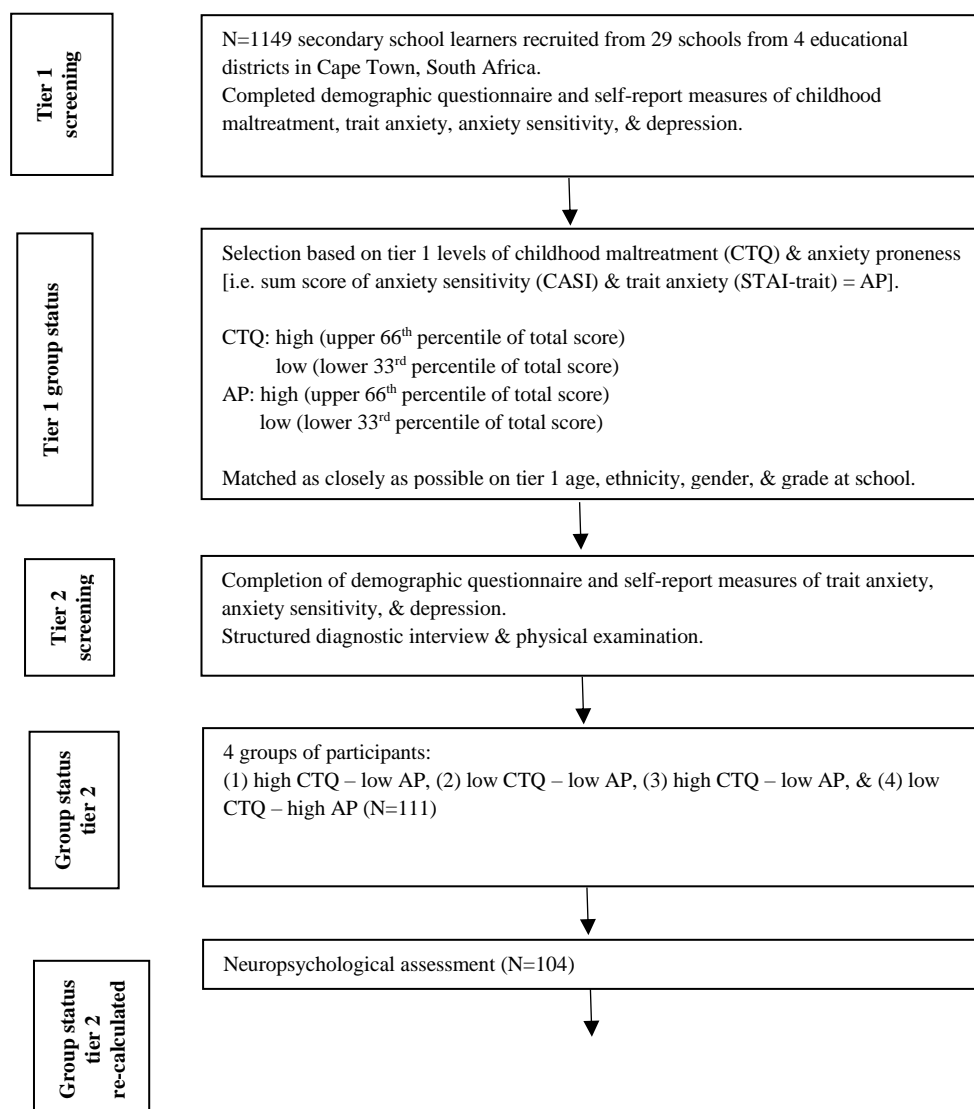 Tier 1
screening
N=1149 secondary school learners recruited from 29 schools from 4 educational
districts in Cape Town, South Africa.
Completed demographic questionnaire and self-report measures of childhood
maltreatment, trait anxiety, anxiety sensitivity, & depression.
Tier 1 group status
Selection based on tier 1 levels of childhood maltreatment (CTQ) & anxiety proneness
[i.e. sum score of anxiety sensitivity (CASI) & trait anxiety (STAI-trait) = AP].
CTQ: high (upper 66th percentile of total score)
low (lower 33rd percentile of total score)
AP: high (upper 66th percentile of total score)
low (lower 33rd percentile of total score)
Matched as closely as possible on tier 1 age, ethnicity, gender, & grade at school.
Tier 2
screening
Completion of demographic questionnaire and self-report measures of trait anxiety,
anxiety sensitivity, & depression.
Structured diagnostic interview & physical examination.
Group status
tier 2
4 groups of participants:
(1) high CTQ – low AP, (2) low CTQ – low AP, (3) high CTQ – low AP, & (4) low
CTQ – high AP (N=111)
Group status
tier 2
re-calculated
Neuropsychological assessment (N=104)